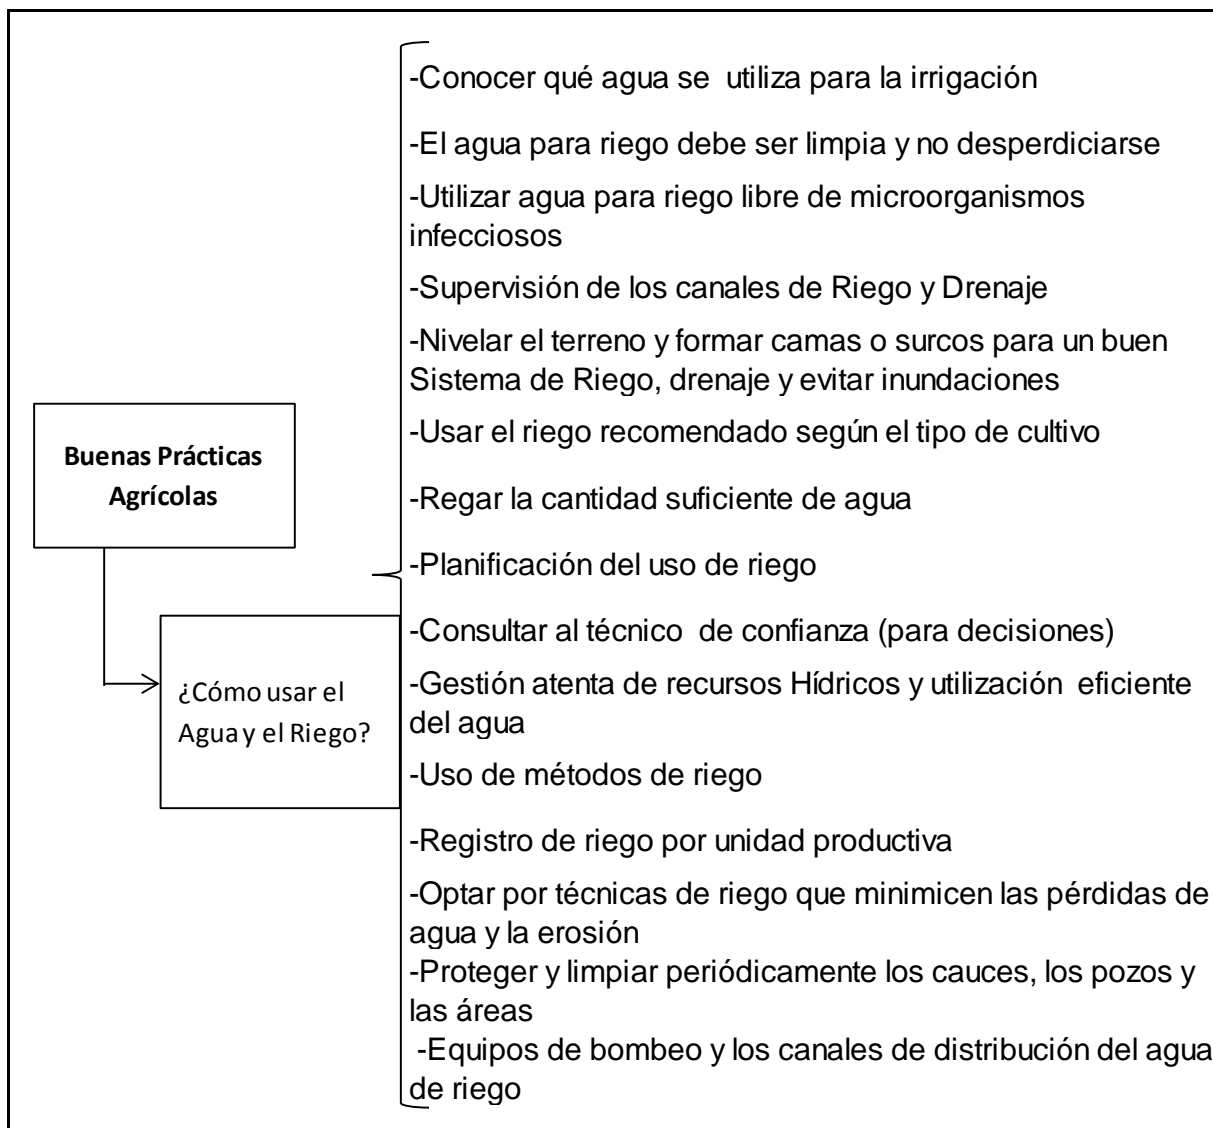 Buenas Prácticas
Agrícolas
¿Cómo usar el
Agua y el Riego?
-Conocer qué agua se utiliza para la irrigación
-El agua para riego debe ser limpia y no desperdiciarse
-Utilizar agua para riego libre de microorganismos
infecciosos
-Supervisión de los canales de Riego y Drenaje
-Nivelar el terreno y formar camas o surcos para un buen
Sistema de Riego, drenaje y evitar inundaciones
-Usar el riego recomendado según el tipo de cultivo
-Regar la cantidad suficiente de agua
-Planificación del uso de riego
-Consultar al técnico de confianza (para decisiones)
-Gestión atenta de recursos Hídricos y utilización eficiente
del agua
-Uso de métodos de riego
-Registro de riego por unidad productiva
-Optar por técnicas de riego que minimicen las pérdidas de
agua y la erosión
-Proteger y limpiar periódicamente los cauces, los pozos y
las áreas
-Equipos de bombeo y los canales de distribución del agua
de riego